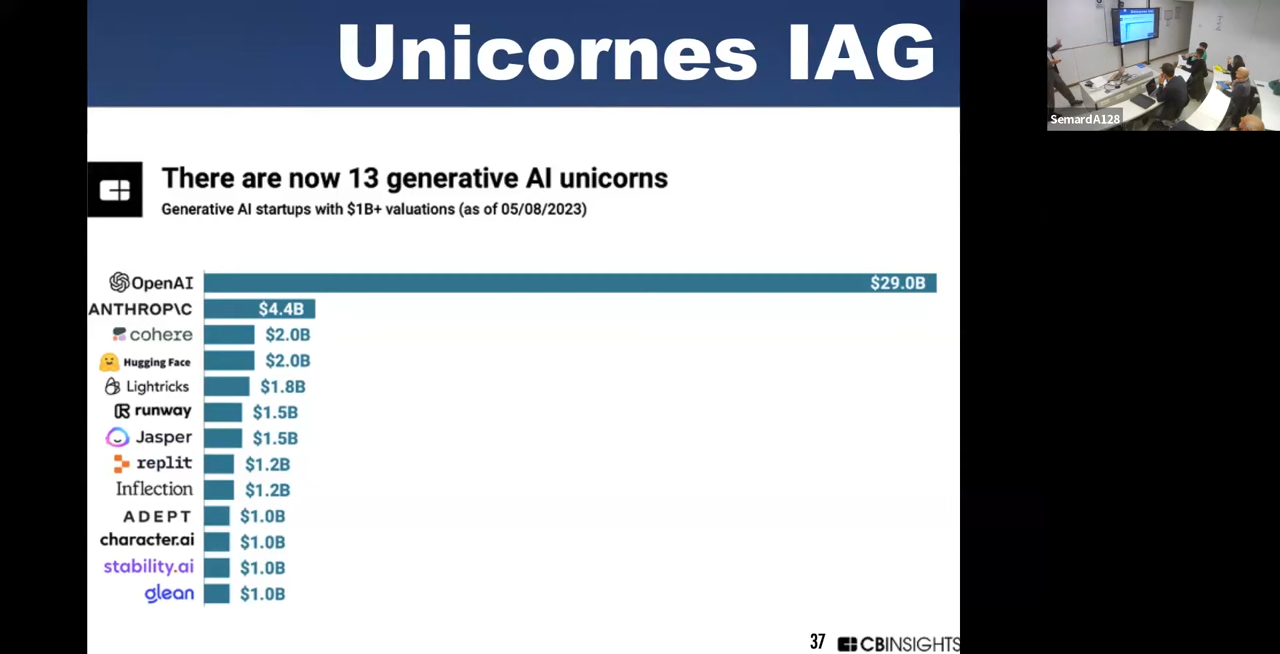 Unicornes IAG
SemardA128
There are now 13 generative AI unicorns
Generative AI startups with $1B+ valuations (as of 05/08/2023)
OpenAI $29.0B
ANTHROP\C $4.4B
cohere $2.0B
Hugging Face $2.0B
Lightricks $1.8B
runway $1.5B
Jasper $1.5B
replit $1.2B
Inflection $1.2B
ADEPT $1.0B
character.ai $1.0B
stability.ai $1.0B
glean $1.0B
37 CBINSIGHTS